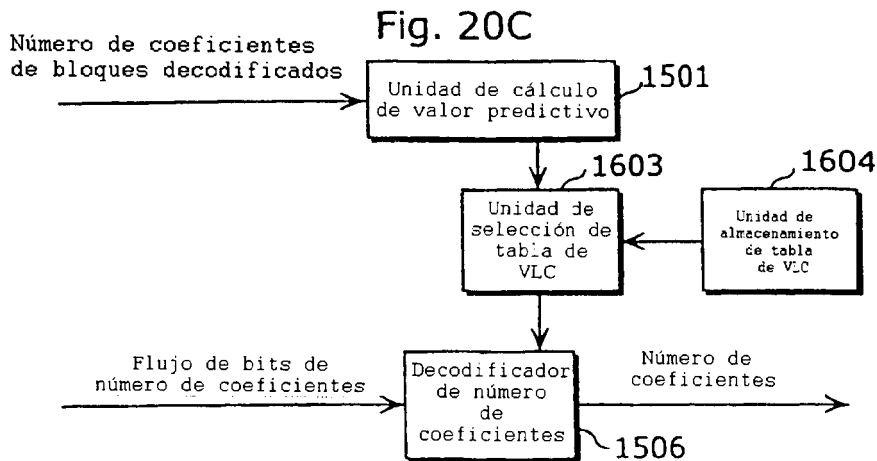 Fig. 20C
Número de coeficientes
de bloques decodificados
Unidad de cálculo
de valor predictivo
1501
1603
1604
Unidad de
selección de
tabla de
VLC
Unidad de
almacenamiento
de tabla
de VLC
Flujo de bits de
número de coeficientes
Decodificador
de número
de
coeficientes
Número de
coeficientes
1506